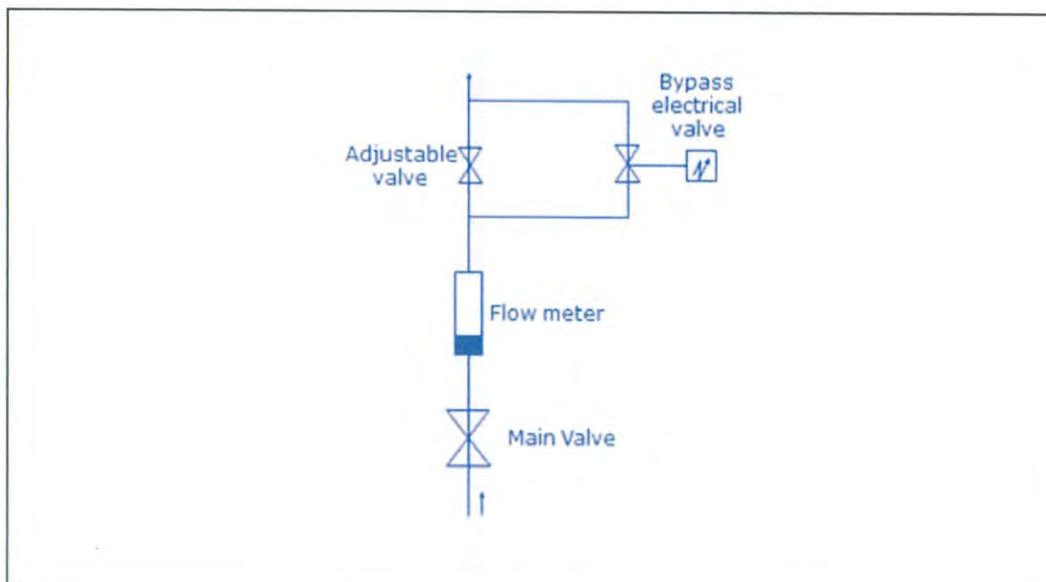 Bypass
electrical
valve
Adjustable
valve
Flow meter
Main Valve